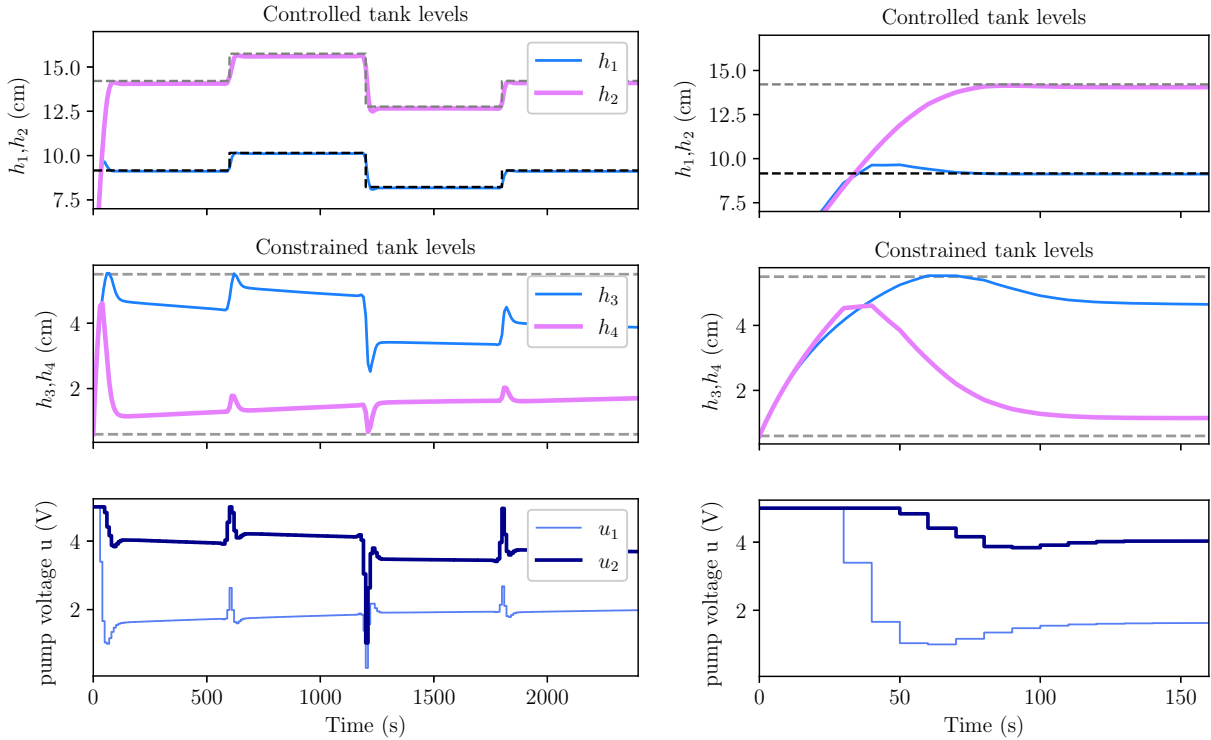 Controlled tank levels
h₁,h₂ (cm)
15.0
12.5
10.0
7.5
h₁
h₂
Controlled tank levels
h₁,h₂ (cm)
15.0
12.5
10.0
7.5
Constrained tank levels
h₃,h₄ (cm)
4
2
h₃
h₄
Constrained tank levels
h₃,h₄ (cm)
4
2
pump voltage u (V)
4
2
u₁
u₂
0
500
1000
1500
2000
Time (s)
pump voltage u (V)
4
2
0
50
100
150
Time (s)